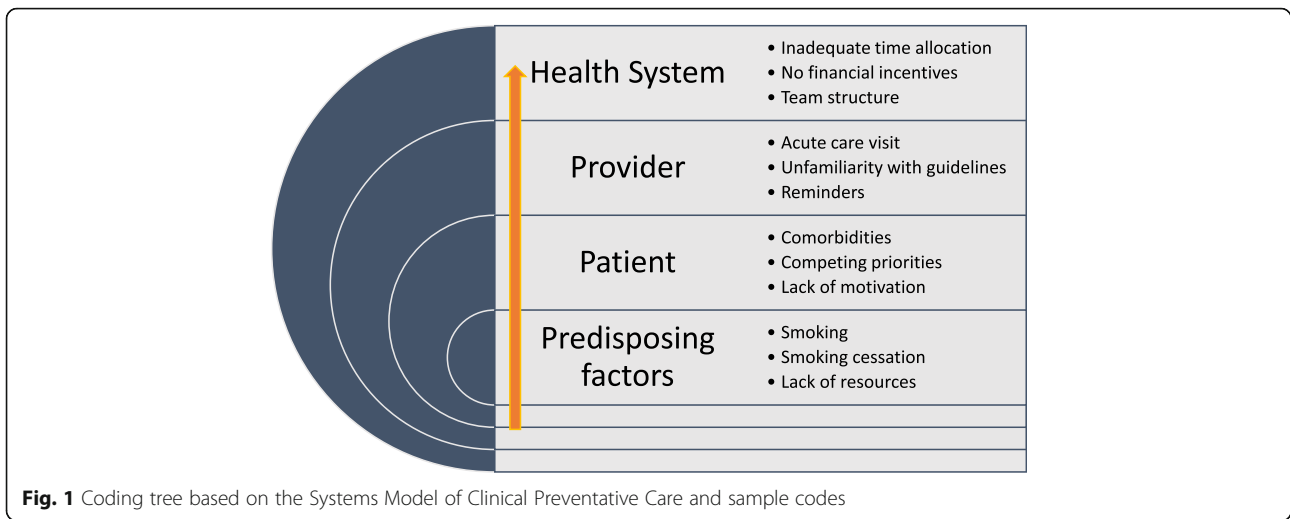 Health System
• Inadequate time allocation
• No financial incentives
• Team structure
Provider
• Acute care visit
• Unfamiliarity with guidelines
• Reminders
Patient
• Comorbidities
• Competing priorities
• Lack of motivation
Predisposing
factors
• Smoking
• Smoking cessation
• Lack of resources
Fig. 1 Coding tree based on the Systems Model of Clinical Preventative Care and sample codes